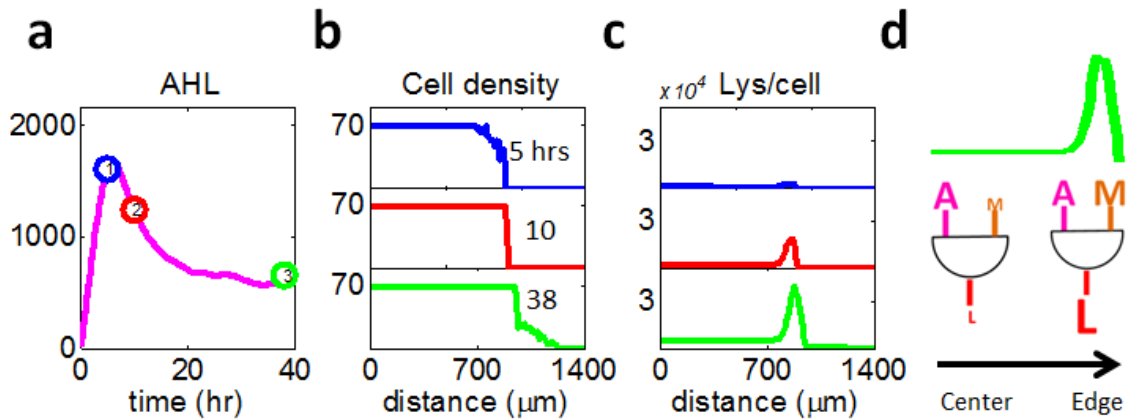 a
b
c
d
AHL
Cell density
x 10⁴ Lys/cell
2000
1000
0
0
20
40
time (hr)
1
2
3
70
5 hrs
70
10
70
38
0
700
1400
distance (μm)
3
3
3
0
700
1400
distance (μm)
A
M
L
A
M
L
Center
Edge